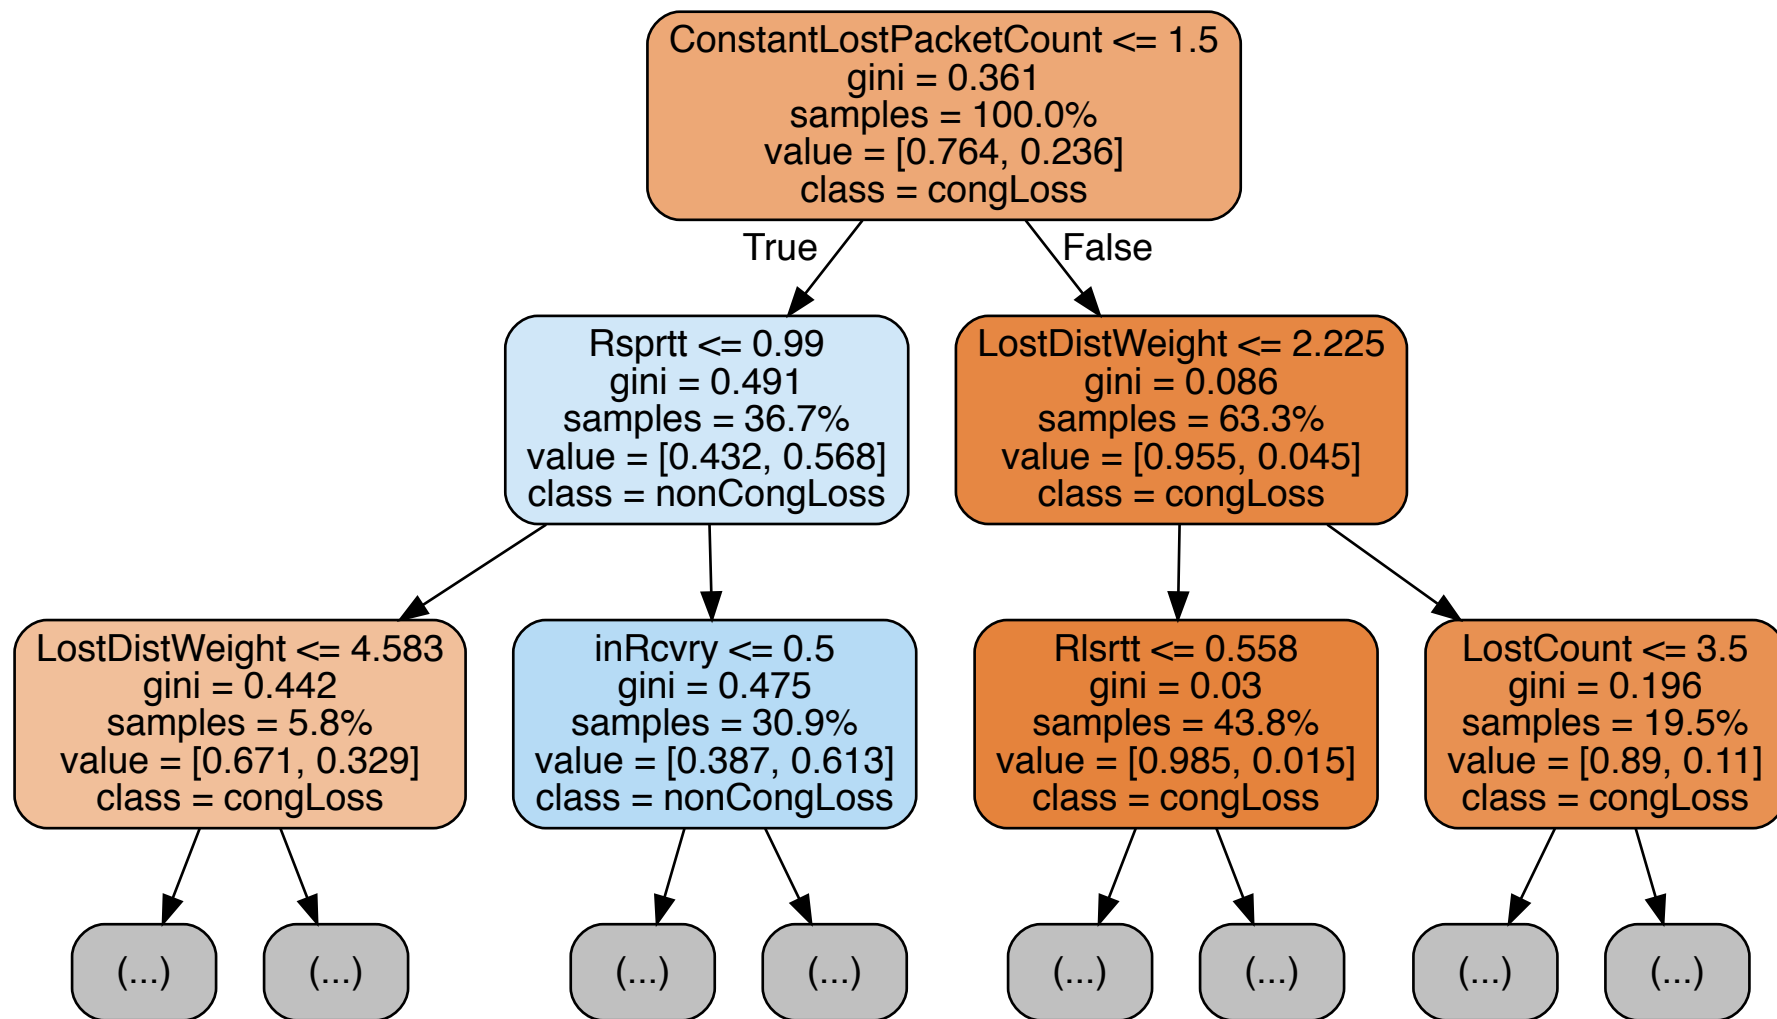 ConstantLostPacketCount <= 1.5
gini = 0.361
samples = 100.0%
value = [0.764, 0.236]
class = congLoss
True
False
Rsprtt <= 0.99
gini = 0.491
samples = 36.7%
value = [0.432, 0.568]
class = nonCongLoss
LostDistWeight <= 2.225
gini = 0.086
samples = 63.3%
value = [0.955, 0.045]
class = congLoss
LostDistWeight <= 4.583
gini = 0.442
samples = 5.8%
value = [0.671, 0.329]
class = congLoss
inRcvry <= 0.5
gini = 0.475
samples = 30.9%
value = [0.387, 0.613]
class = nonCongLoss
Rlsrtt <= 0.558
gini = 0.03
samples = 43.8%
value = [0.985, 0.015]
class = congLoss
LostCount <= 3.5
gini = 0.196
samples = 19.5%
value = [0.89, 0.11]
class = congLoss
(...)
(...)
(...)
(...)
(...)
(...)
(...)
(...)